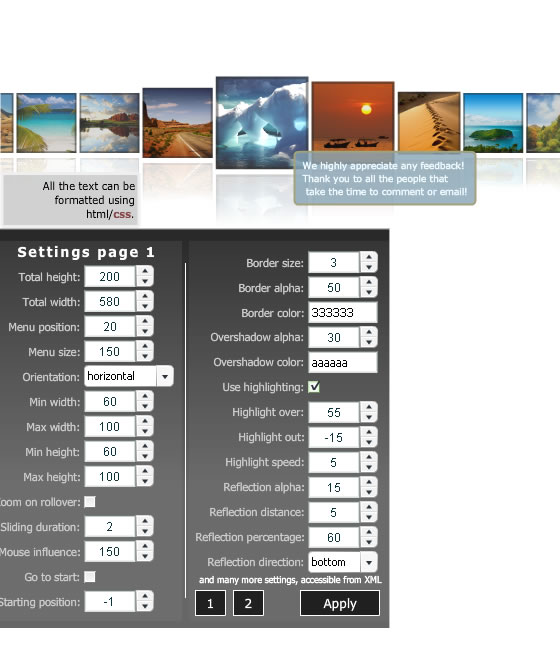 We highly appreciate any feedback!
Thank you to all the people that
take the time to comment or email!
All the text can be
formatted using
html/css.
Settings page 1
Total height: 200
Total width: 580
Menu position: 20
Menu size: 150
Orientation: horizontal
Min width: 60
Max width: 100
Min height: 60
Max height: 100
oom on rollover:
Sliding duration: 2
Mouse influence: 150
Go to start:
Starting position: -1
Border size: 3
Border alpha: 50
Border color: 333333
Overshadow alpha: 30
Overshadow color: aaaaaa
Use highlighting:
Highlight over: 55
Highlight out: -15
Highlight speed: 5
Reflection alpha: 15
Reflection distance: 5
Reflection percentage: 60
Reflection direction: bottom
and many more settings, accessible from XML
1 2 Apply